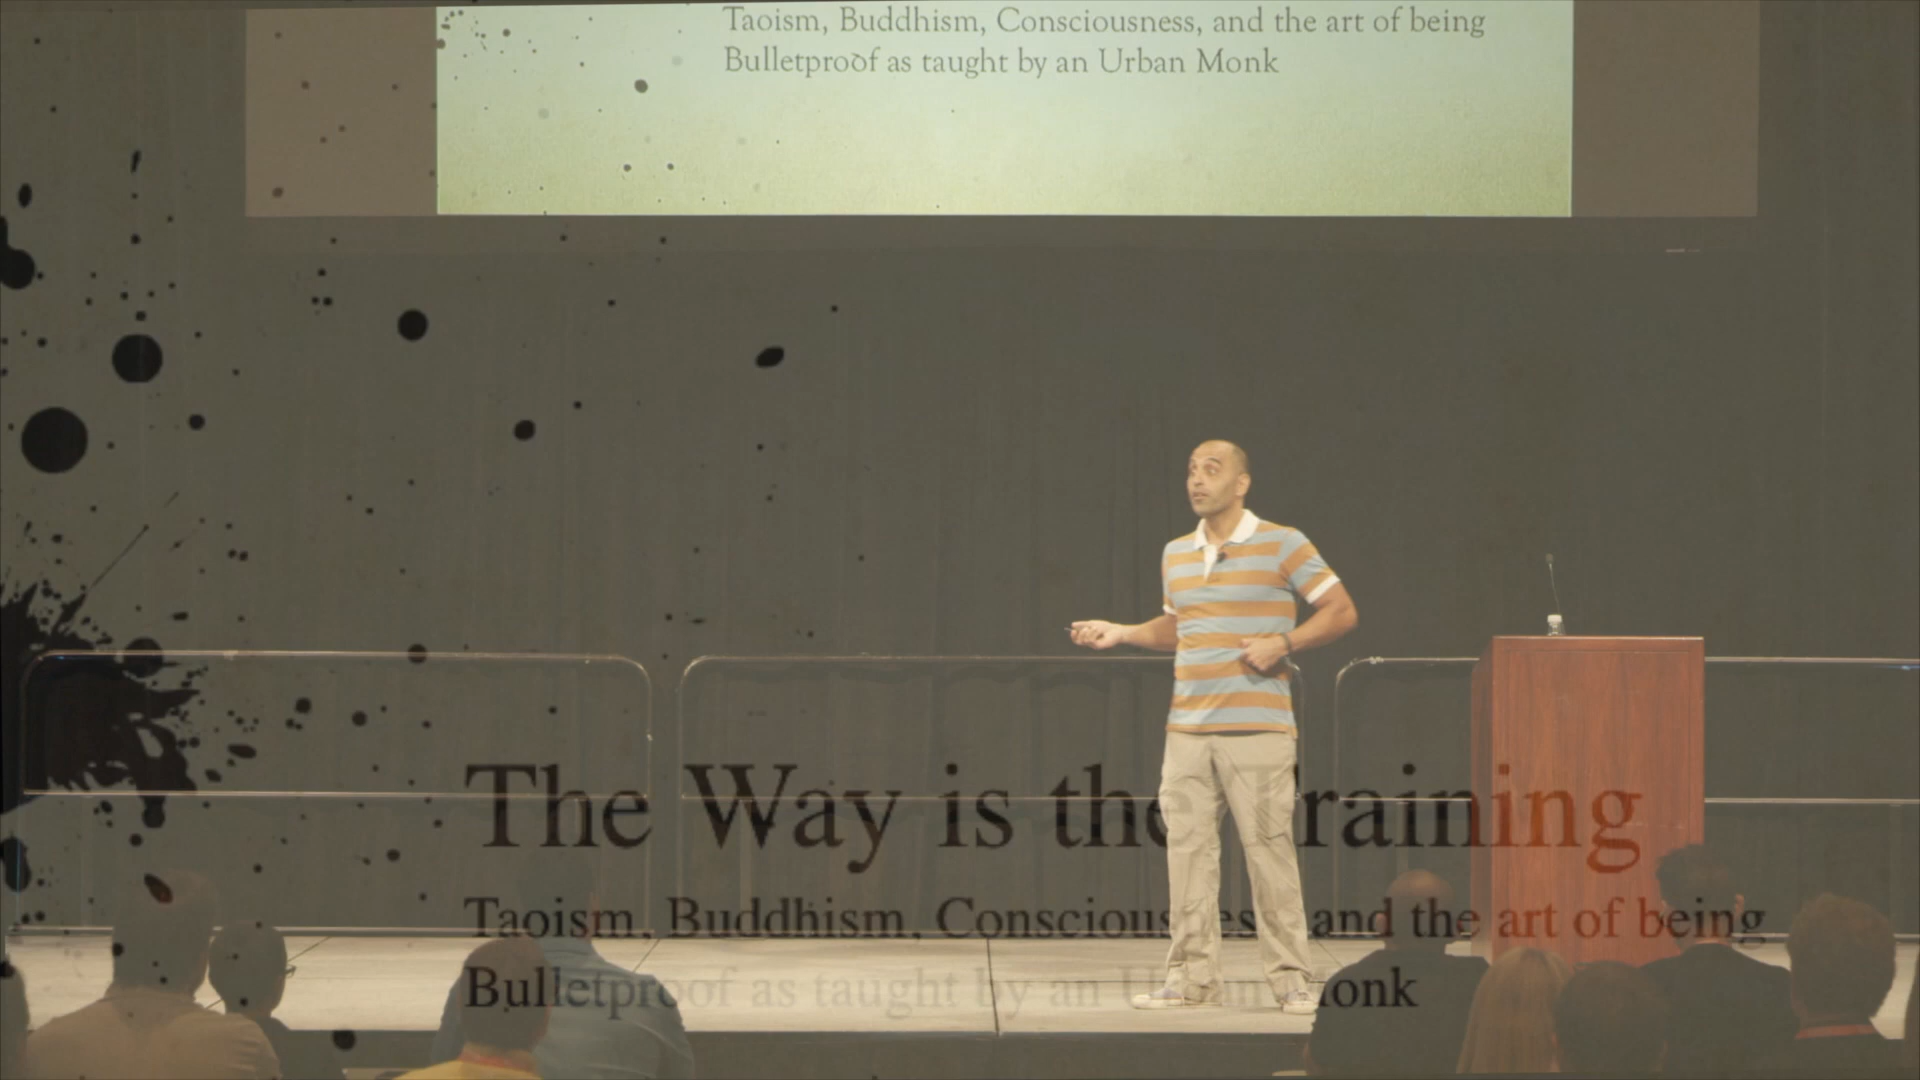 Taoism, Buddhism, Consciousness, and the art of being
Bulletproof as taught by an Urban Monk
The Way is the Training
Taoism, Buddhism, Consciousness, and the art of being
Bulletproof as taught by an Urban Monk